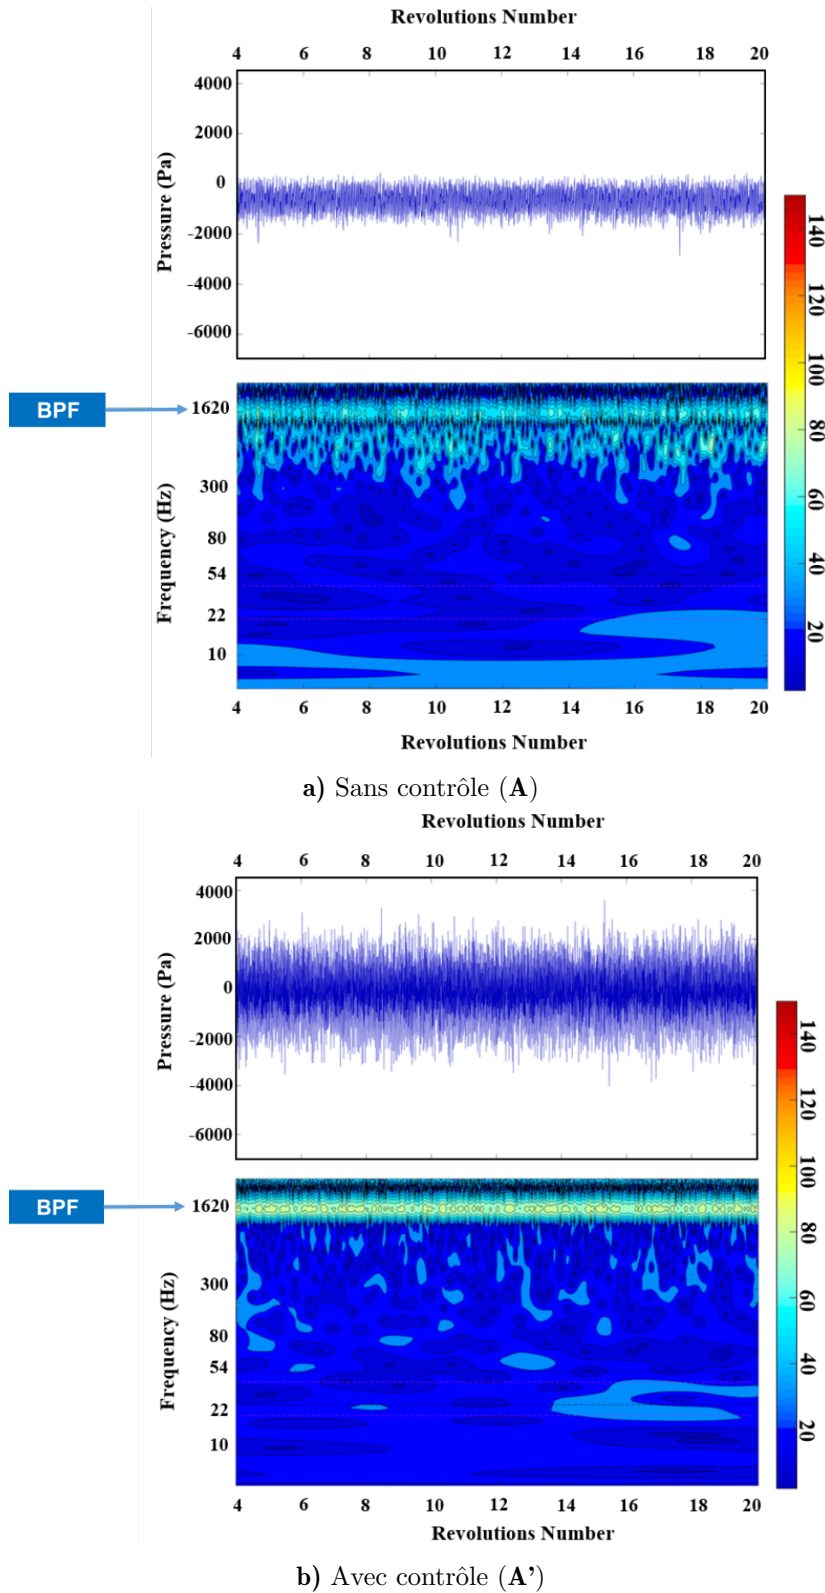 Revolutions Number
4 6 8 10 12 14 16 18 20
4000
2000
0
-2000
-4000
-6000
Pressure (Pa)
BPF
1620
300
80
54
22
10
Frequency (Hz)
4 6 8 10 12 14 16 18 20
Revolutions Number
140
120
100
80
60
40
20
a) Sans contrôle (A)
Revolutions Number
4 6 8 10 12 14 16 18 20
4000
2000
0
-2000
-4000
-6000
Pressure (Pa)
BPF
1620
300
80
54
22
10
Frequency (Hz)
4 6 8 10 12 14 16 18 20
Revolutions Number
140
120
100
80
60
40
20
b) Avec contrôle (A')